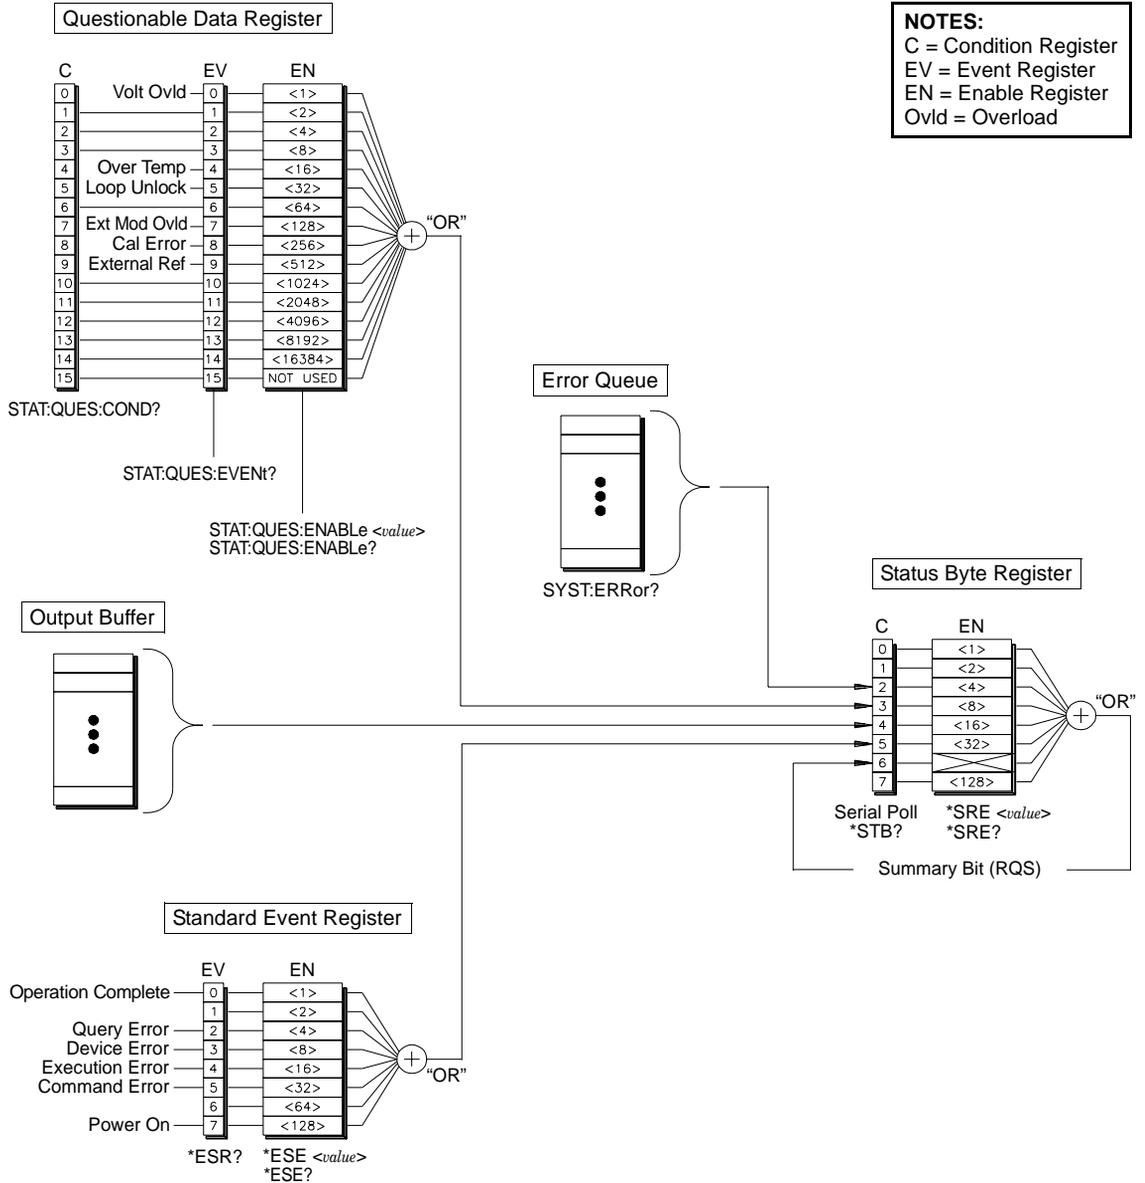 Questionable Data Register
NOTES:
C = Condition Register
EV = Event Register
EN = Enable Register
Ovld = Overload
C EV EN
0 Volt Ovld 0 <1>
1 1 <2>
2 2 <4>
3 3 <8>
4 Over Temp 4 <16>
5 Loop Unlock 5 <32>
6 6 <64>
7 Ext Mod Ovld 7 <128>
8 Cal Error 8 <256>
9 External Ref 9 <512>
10 10 <1024>
11 11 <2048>
12 12 <4096>
13 13 <8192>
14 14 <16384>
15 15 NOT USED
“OR”
STAT:QUES:COND?
STAT:QUES:EVENt?
STAT:QUES:ENABLe <value>
STAT:QUES:ENABLe?
Error Queue
SYST:ERRor?
Output Buffer
Status Byte Register
C EN
0 <1>
1 <2>
2 <4>
3 <8>
4 <16>
5 <32>
6
7 <128>
“OR”
Serial Poll
*STB?
*SRE <value>
*SRE?
Summary Bit (RQS)
Standard Event Register
EV EN
Operation Complete 0 <1>
1 <2>
Query Error 2 <4>
Device Error 3 <8>
Execution Error 4 <16>
Command Error 5 <32>
6 <64>
Power On 7 <128>
“OR”
*ESR?
*ESE <value>
*ESE?